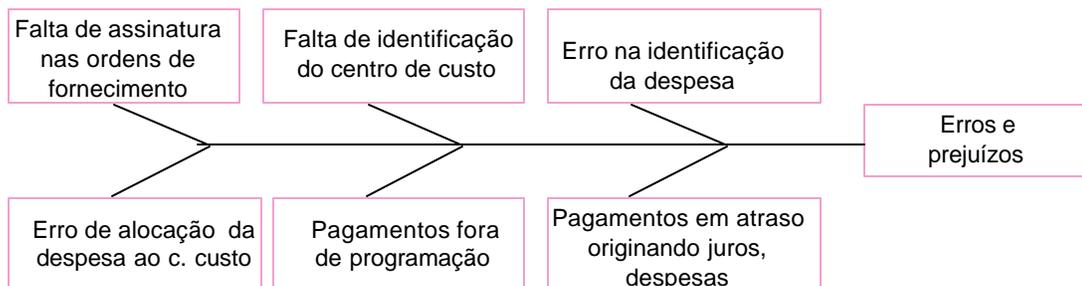 Falta de assinatura
nas ordens de
fornecimento
Falta de identificação
do centro de custo
Erro na identificação
da despesa
Erros e
prejuízos
Erro de alocação da
despesa ao c. custo
Pagamentos fora
de programação
Pagamentos em atraso
originando juros,
despesas